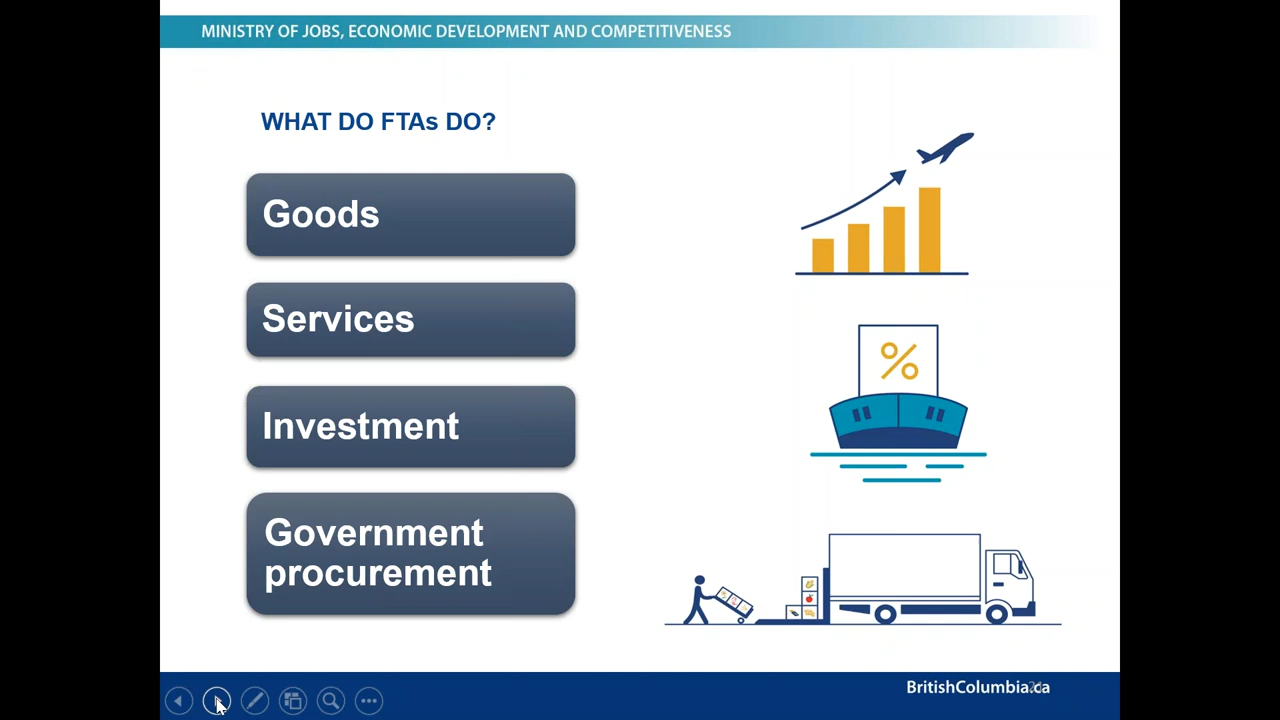 MINISTRY OF JOBS, ECONOMIC DEVELOPMENT AND COMPETITIVENESS
WHAT DO FTAs DO?
Goods
Services
Investment
Government
procurement
%
BritishColumbia.ca